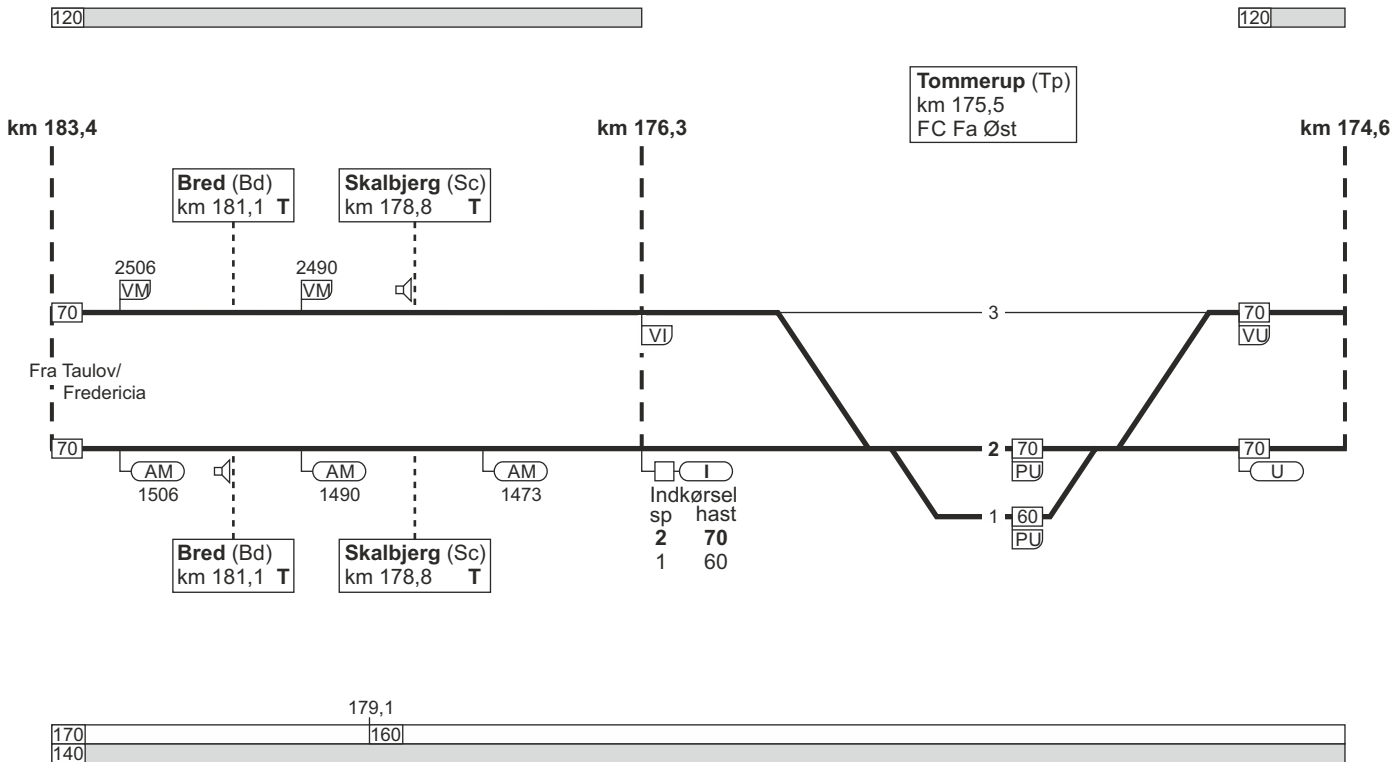 120
120
Tommerup (Tp)
km 175,5
FC Fa Øst
km 183,4
km 176,3
km 174,6
Bred (Bd)
km 181,1 T
Skalbjerg (Sc)
km 178,8 T
2506
VM
2490
VM
70
3
70
VI
VU
Fra Taulov/
Fredericia
70
2
70
70
AM
1506
AM
1490
AM
1473
I
PU
U
Indkørsel
sp hast
2 70
1 60
1
60
PU
Bred (Bd)
km 181,1 T
Skalbjerg (Sc)
km 178,8 T
179,1
170
160
140